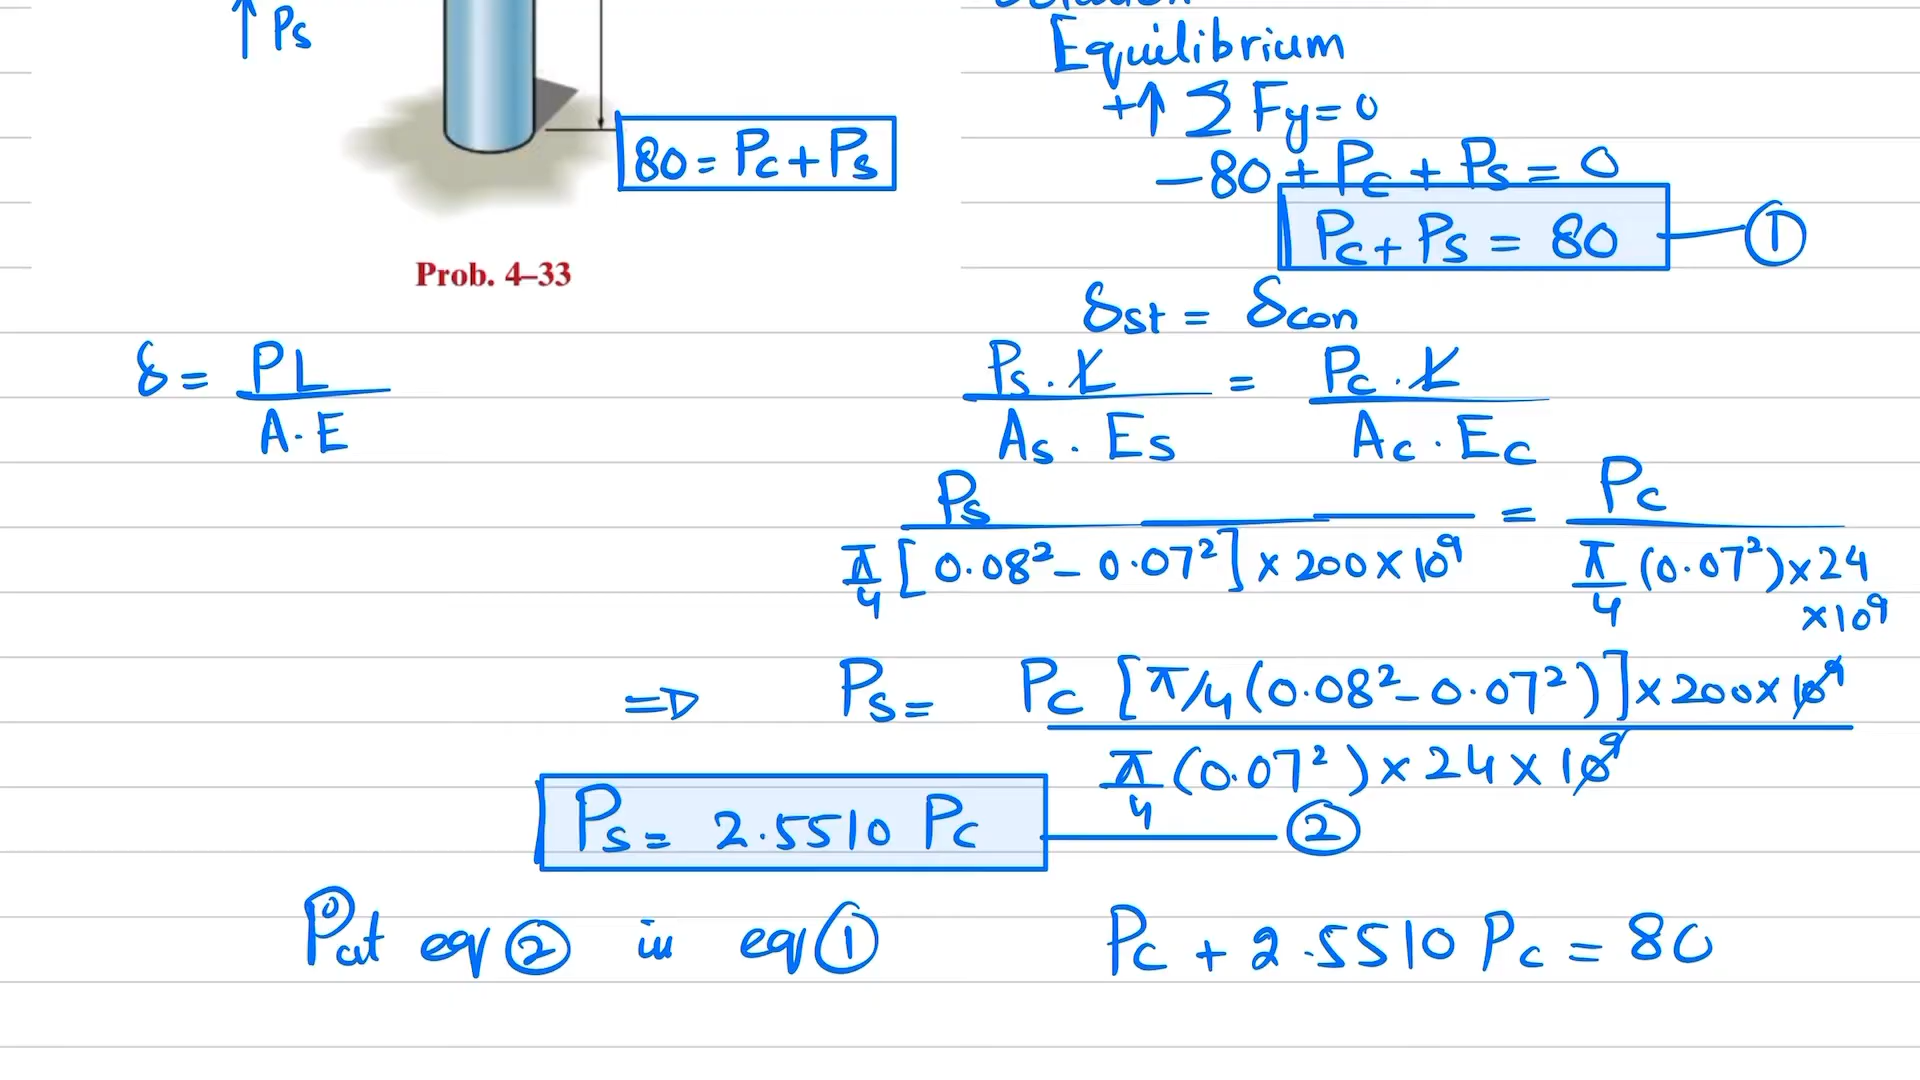 ↑ Ps
80 = Pc + Ps
Prob. 4–33
Equilibrium
+↑ Σ Fy = 0
−80 + Pc + Ps = 0
Pc + Ps = 80 — ①
δst = δcon
δ = PL / A·E
Ps·L / As·Es = Pc·L / Ac·Ec
Ps / π/4 [0.08² − 0.07²] × 200 × 10⁹ = Pc / π/4 (0.07²) × 24 × 10⁹
⇒ Ps = Pc [π/4 (0.08² − 0.07²)] × 200 × 10⁹ / π/4 (0.07²) × 24 × 10⁹
Ps = 2.5510 Pc — ②
Put eq ② in eq ①
Pc + 2.5510 Pc = 80